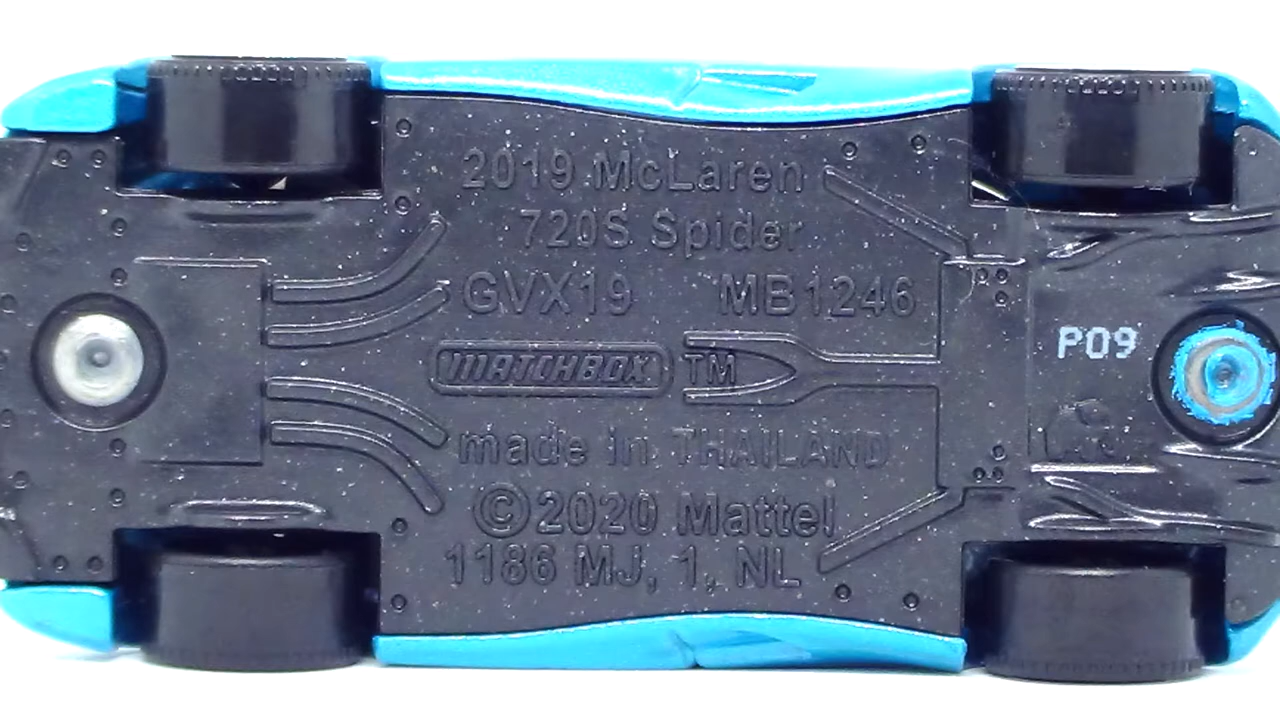 2019 McLaren
720S Spider
GVX19 MB1246
MATCHBOX TM
P09
made in THAILAND
©2020 Mattel
1186 MJ, 1, NL